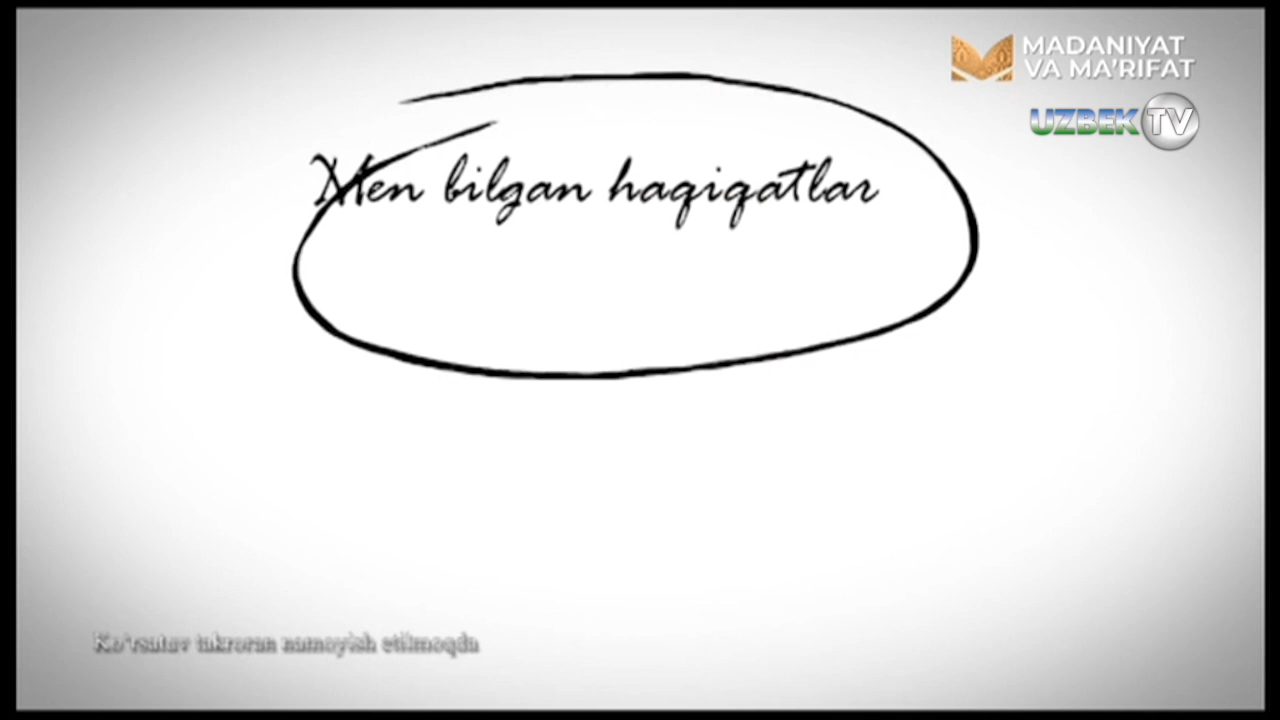 MADANIYAT
VA MA'RIFAT
UZBEK TV
Men bilgan haqiqatlar
Ko'rsatuv takroran namoyish etilmoqda